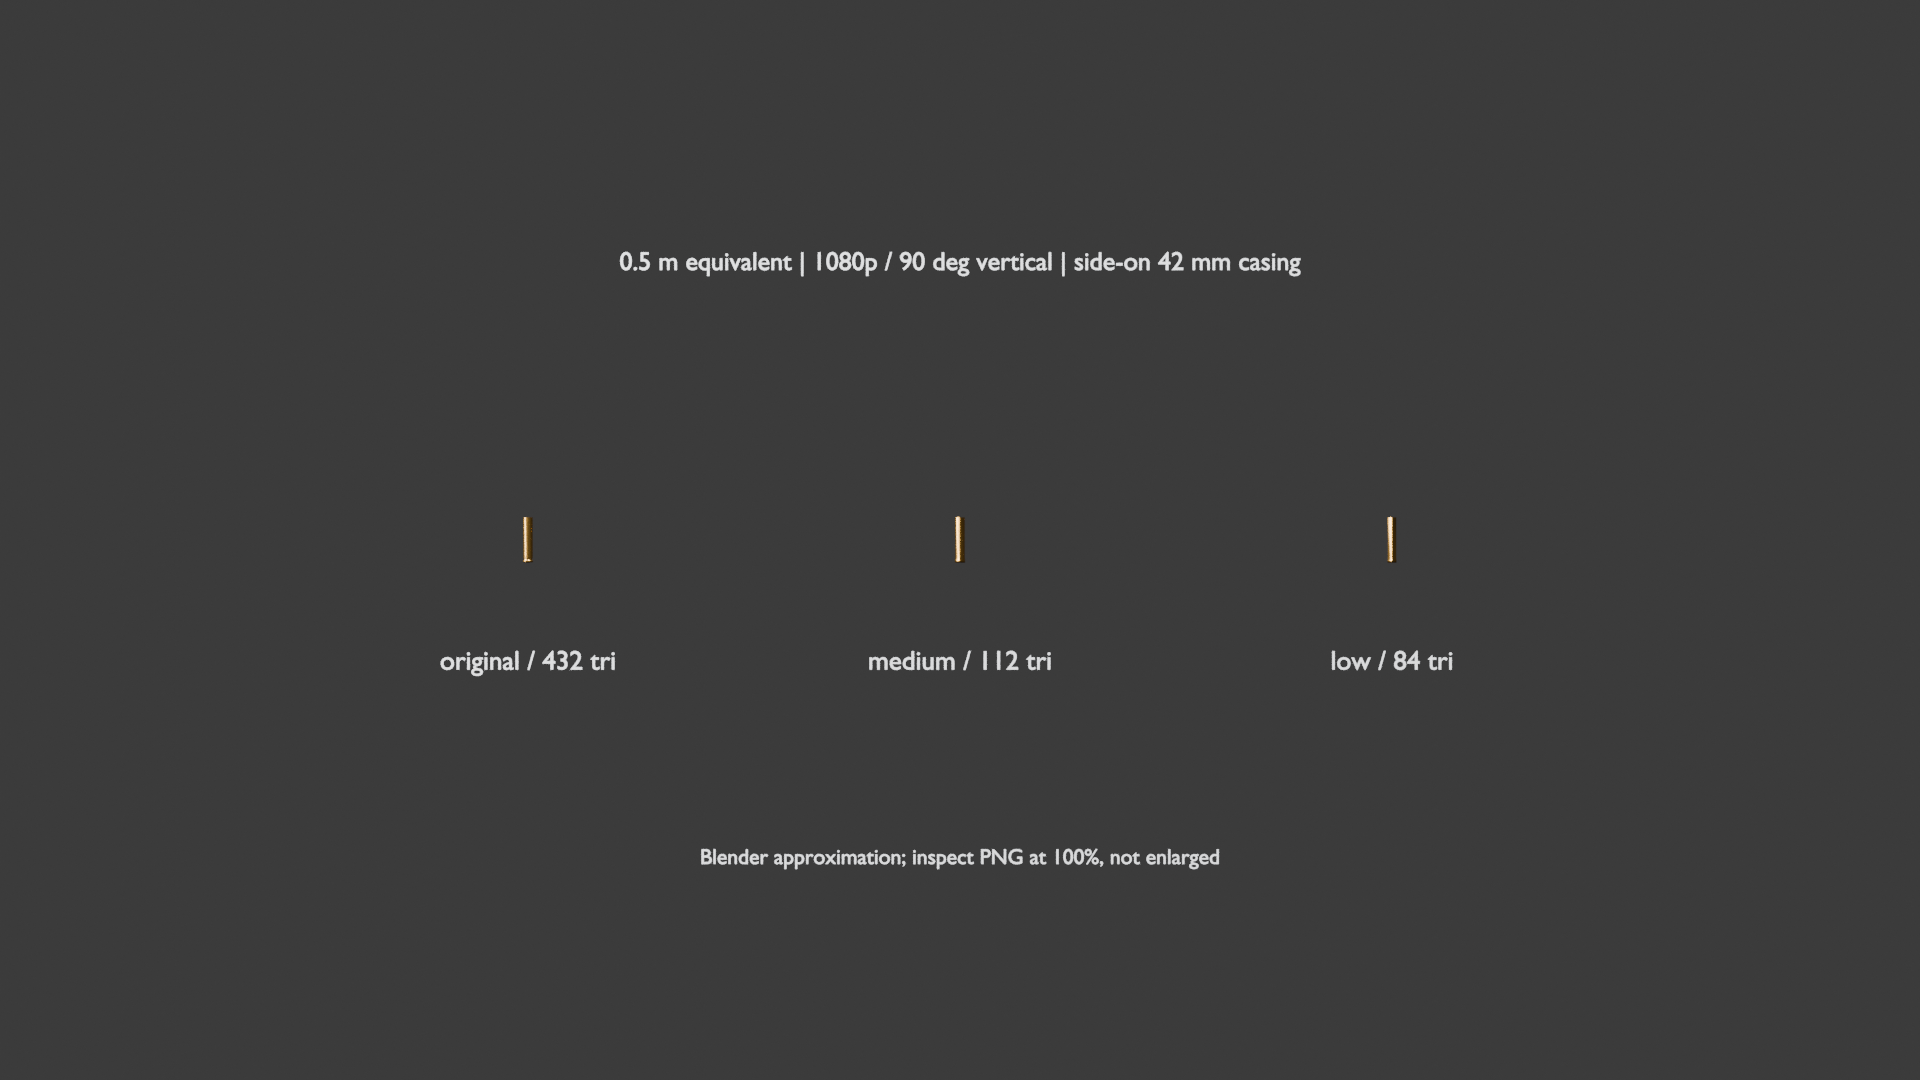 0.5 m equivalent | 1080p / 90 deg vertical | side-on 42 mm casing
original / 432 tri
medium / 112 tri
low / 84 tri
Blender approximation; inspect PNG at 100%, not enlarged